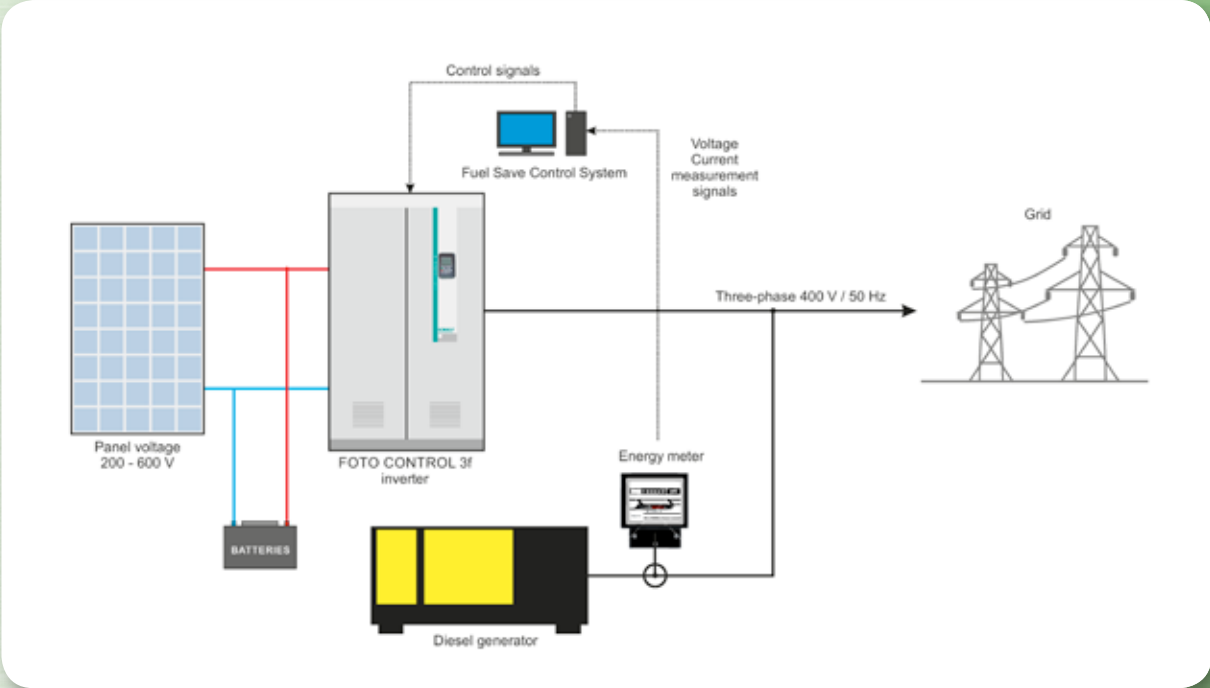 Control signals
Fuel Save Control System
Voltage
Current
measurement
signals
Grid
Three-phase 400 V / 50 Hz
Panel voltage
200 - 600 V
FOTO CONTROL 3f
inverter
Energy meter
BATTERIES
Diesel generator